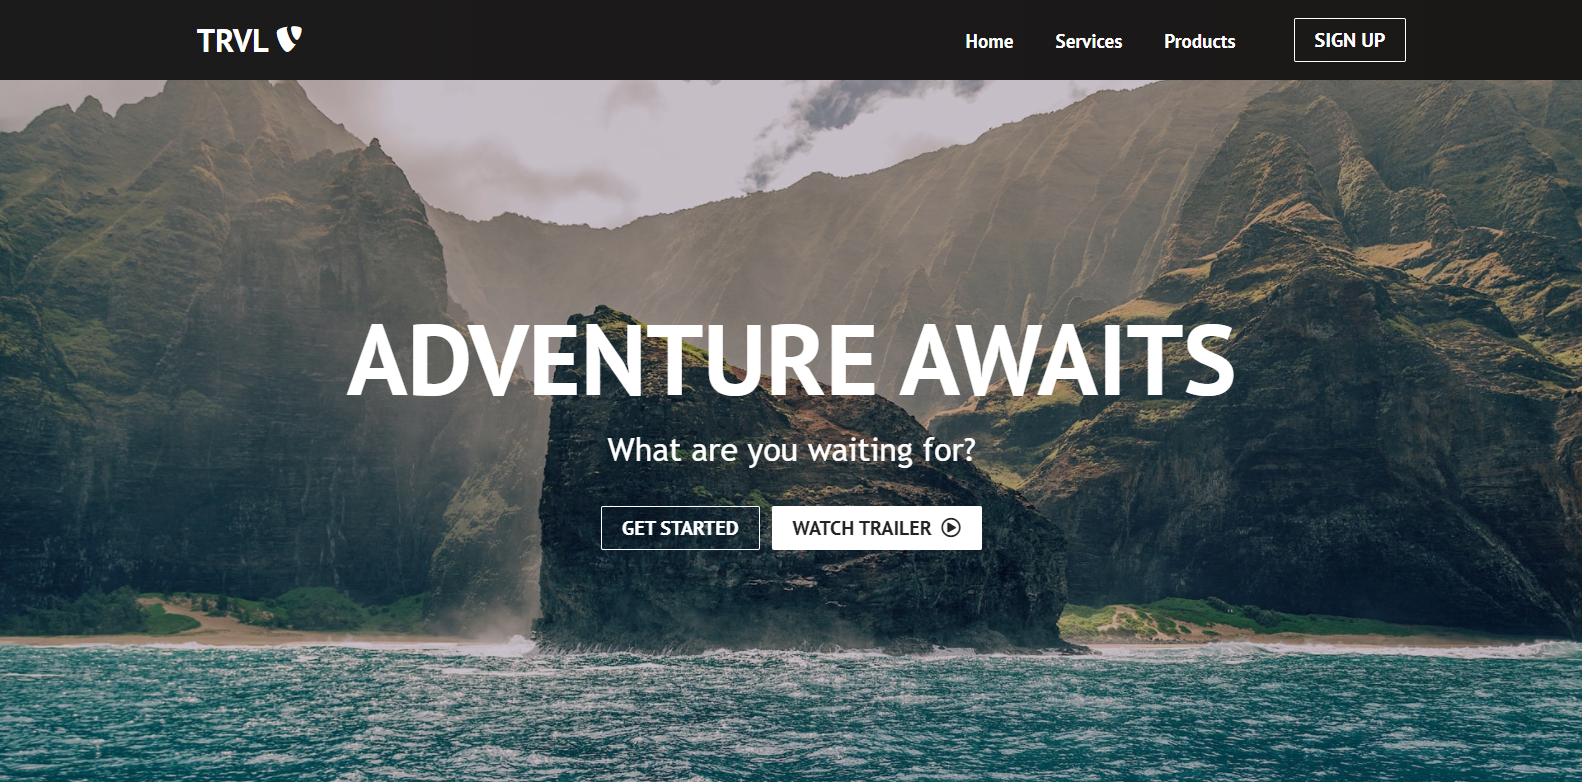 TRVL
Home Services Products SIGN UP
ADVENTURE AWAITS
What are you waiting for?
GET STARTED WATCH TRAILER